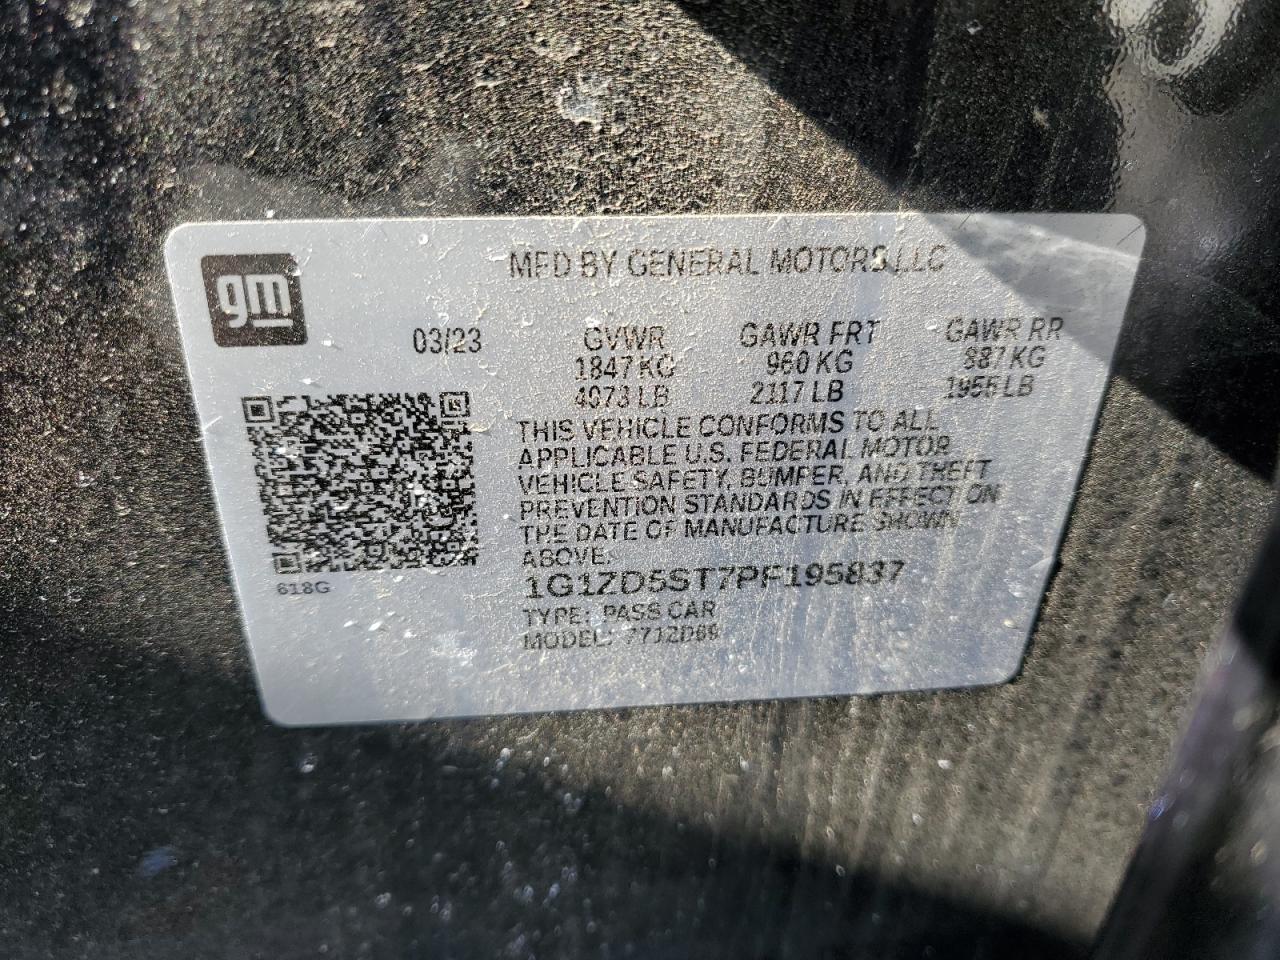 gm
MFD BY GENERAL MOTORS LLC
03/23 GVWR GAWR FRT GAWR RR
1847 KG 960 KG 887 KG
4073 LB 2117 LB 1956 LB
THIS VEHICLE CONFORMS TO ALL
APPLICABLE U.S. FEDERAL MOTOR
VEHICLE SAFETY, BUMPER, AND THEFT
PREVENTION STANDARDS IN EFFECT ON
THE DATE OF MANUFACTURE SHOWN
ABOVE.
1G1ZD5ST7PF195837
618G
TYPE: PASS CAR
MODEL: